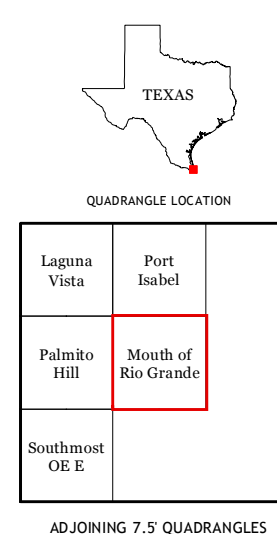 TEXAS
QUADRANGLE LOCATION
Laguna
Vista
Port
Isabel
Palmito
Hill
Mouth of
Rio Grande
Southmost
OE E
ADJOINING 7.5' QUADRANGLES